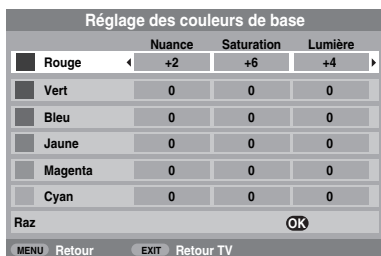 Réglage des couleurs de base
Nuance Saturation Lumière
Rouge +2 +6 +4
Vert 0 0 0
Bleu 0 0 0
Jaune 0 0 0
Magenta 0 0 0
Cyan 0 0 0
Raz OK
MENU Retour EXIT Retour TV